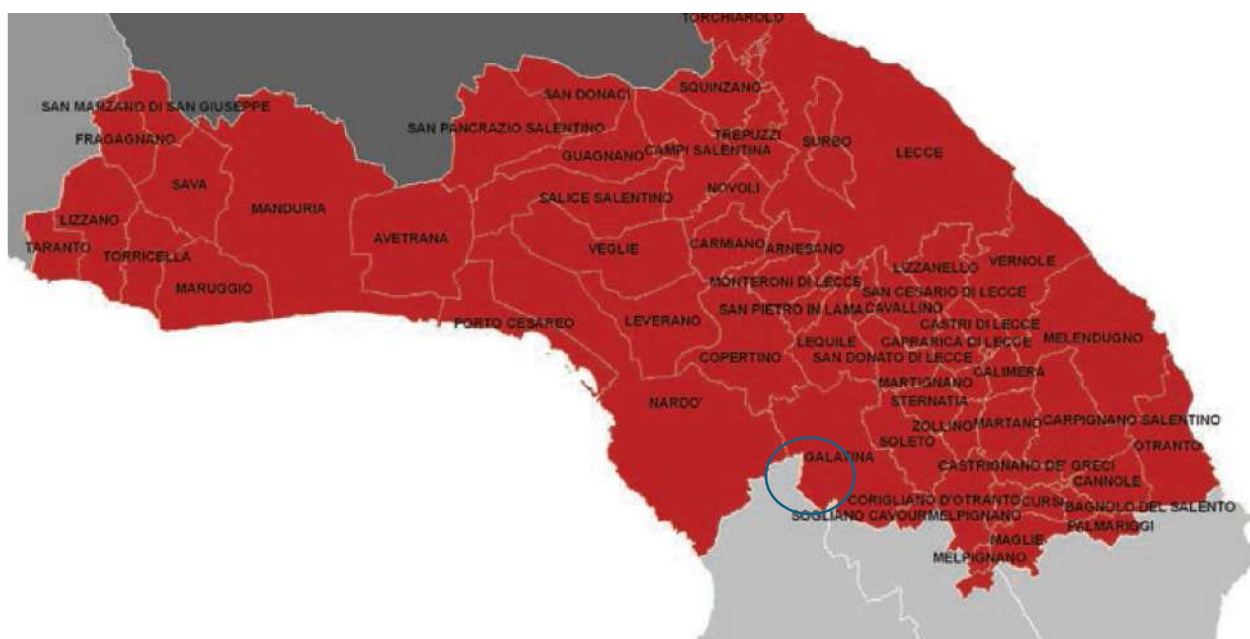 TORCHIAROLO
SAN DONACI
SQUINZANO
SAN MARZANO DI SAN GIUSEPPE
SAN PANCRAZIO SALENTINO
TREPUZZI
FRAGAGNANO
GUAGNANO
CAMPI SALENTINA
SURBO
LECCE
SAVA
MANDURIA
SALICE SALENTINO
NOVOLI
LIZZANO
AVETRANA
VEGLIE
CARMIANO
ARNESANO
TARANTO
TORRICELLA
LIZZANELLO
VERNOLE
MARUGGIO
MONTERONI DI LECCE
SAN CESARIO DI LECCE
SAN PIETRO IN LAMA
CAVALLINO
PORTO CESAREO
LEVERANO
CASTRI DI LECCE
LEQUILE
CAPRARICA DI LECCE
MELENDUGNO
COPERTINO
SAN DONATO DI LECCE
CALIMERA
MARTIGNANO
NARDO'
STERNATIA
ZOLLINO
MARTANO
CARPIGNANO SALENTINO
SOLETO
OTRANTO
GALATINA
CASTRIGNANO DE' GRECI
CANNOLE
CORIGLIANO D'OTRANTO
CURSI
BAGNOLO DEL SALENTO
SOGLIANO CAVOUR
MELPIGNANO
PALMARIGGI
MAGLIE
MELPIGNANO